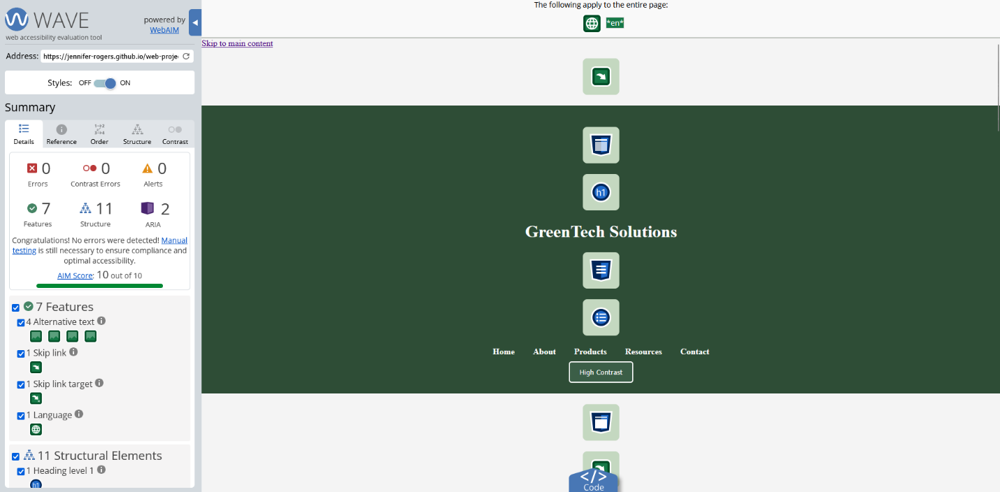 WAVE
web accessibility evaluation tool
powered by
WebAIM
Address: https://jennifer-rogers.github.io/web-proje
Styles: OFF ON
Summary
Details Reference Order Structure Contrast
0 0 0
Errors Contrast Errors Alerts
7 11 2
Features Structure ARIA
Congratulations! No errors were detected! Manual
testing is still necessary to ensure compliance and
optimal accessibility.
AIM Score: 10 out of 10
7 Features
4 Alternative text
1 Skip link
1 Skip link target
1 Language
11 Structural Elements
1 Heading level 1
h1
The following apply to the entire page:
*en*
Skip to main content
h1
GreenTech Solutions
Home About Products Resources Contact
High Contrast
</>
Code